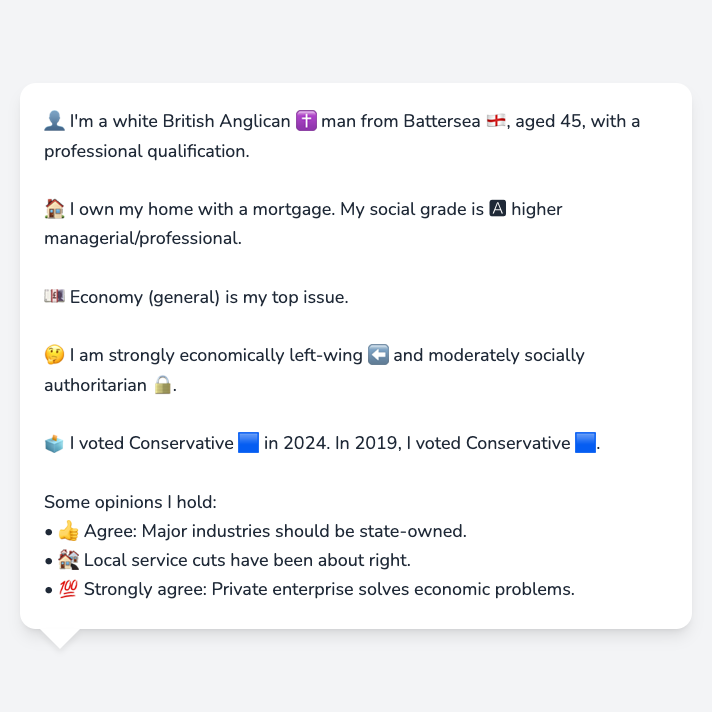 👤 I'm a white British Anglican ✝️ man from Battersea 🏴󠁧󠁢󠁥󠁮󠁧󠁿, aged 45, with a
professional qualification.
🏠 I own my home with a mortgage. My social grade is 🅰 higher
managerial/professional.
💷 Economy (general) is my top issue.
🤔 I am strongly economically left-wing ⬅️ and moderately socially
authoritarian 🔒.
🗳️ I voted Conservative 🟦 in 2024. In 2019, I voted Conservative 🟦.
Some opinions I hold:
• 👍 Agree: Major industries should be state-owned.
• 🏚️ Local service cuts have been about right.
• 💯 Strongly agree: Private enterprise solves economic problems.